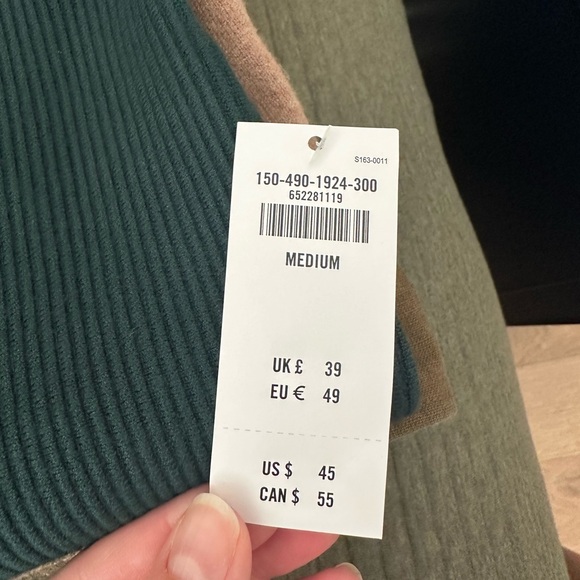 S163-0011
150-490-1924-300
652281119
MEDIUM
UK £ 39
EU € 49
US $ 45
CAN $ 55